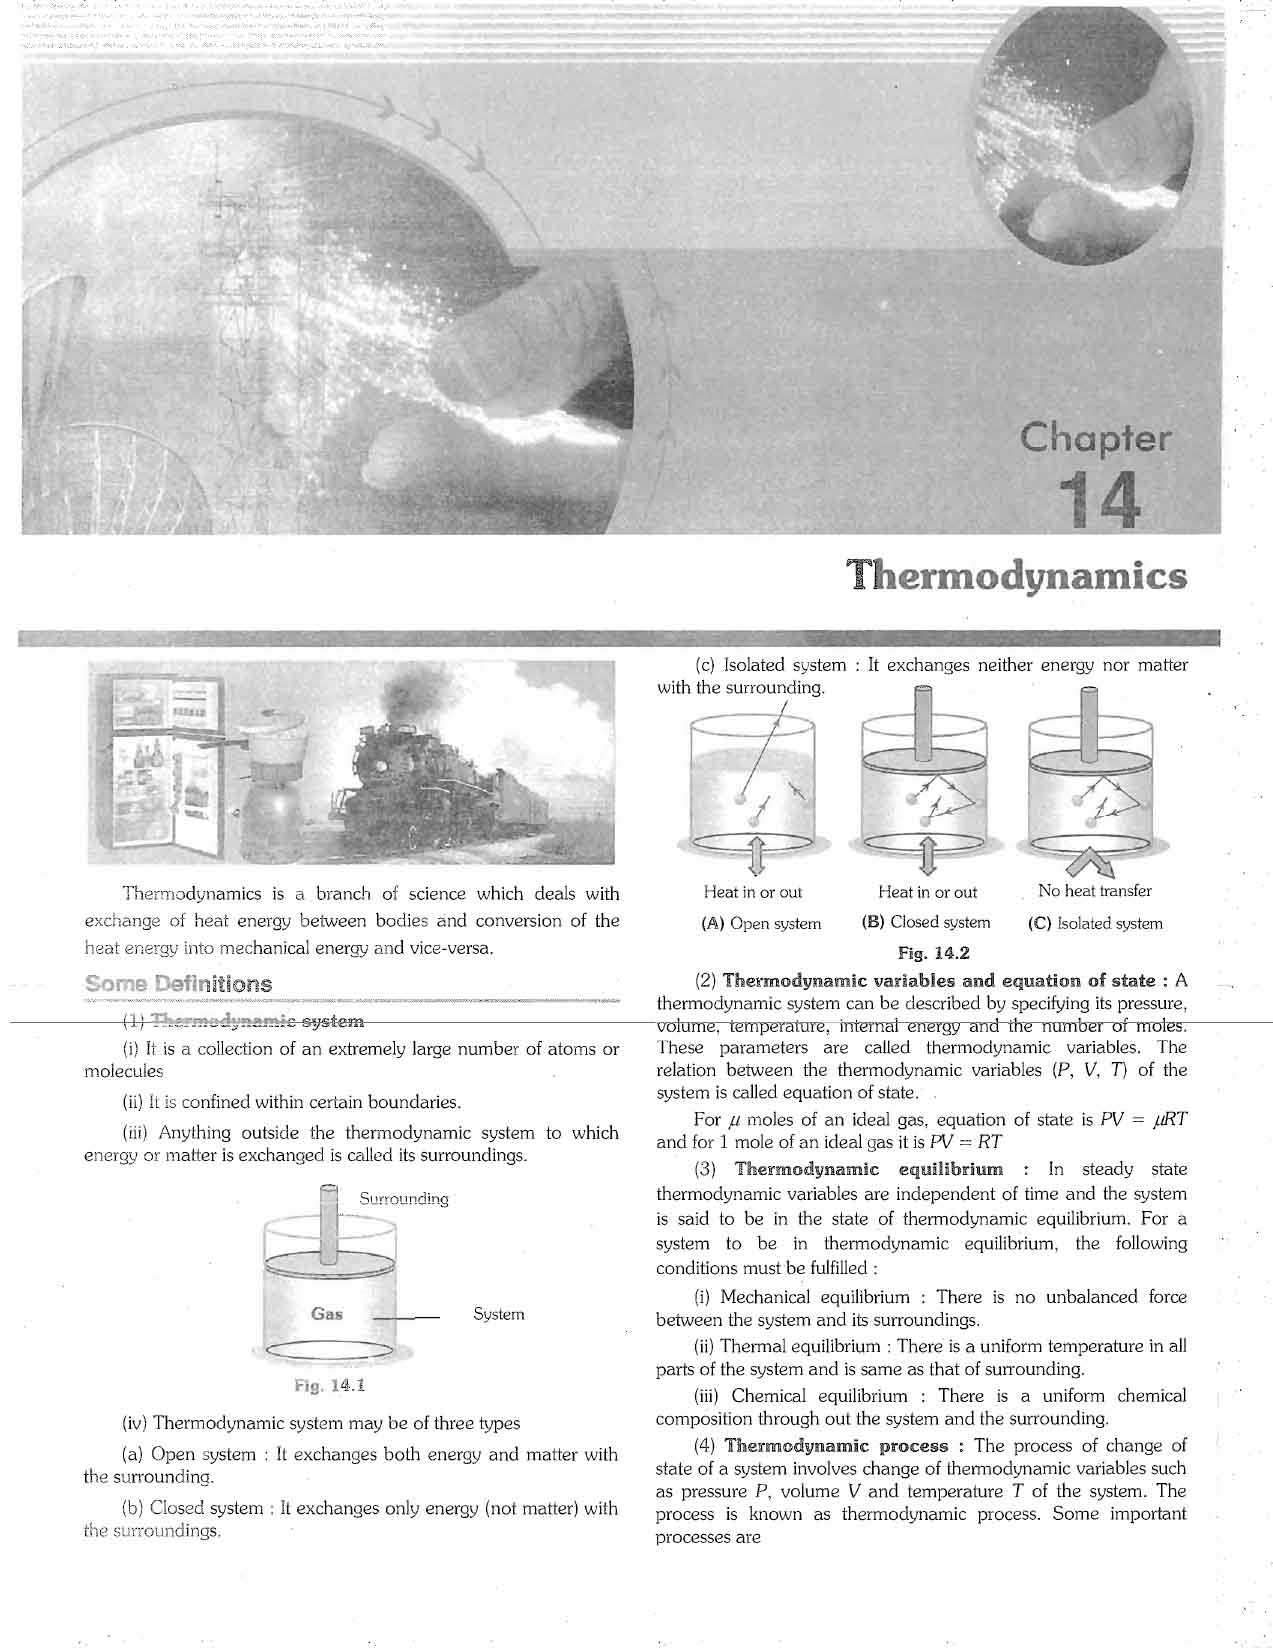 Chapter
14
Thermodynamics
Thermodynamics is a branch of science which deals with
exchange of heat energy between bodies and conversion of the
heat energy into mechanical energy and vice-versa.
Some Definitions
(1) Thermodynamic system
(i) It is a collection of an extremely large number of atoms or
molecules
(ii) It is confined within certain boundaries.
(iii) Anything outside the thermodynamic system to which
energy or matter is exchanged is called its surroundings.
Surrounding
Gas
System
Fig. 14.1
(iv) Thermodynamic system may be of three types
(a) Open system : It exchanges both energy and matter with
the surrounding.
(b) Closed system : It exchanges only energy (not matter) with
the surroundings.
(c) Isolated system : It exchanges neither energy nor matter
with the surrounding.
Heat in or out
Heat in or out
No heat transfer
(A) Open system
(B) Closed system
(C) Isolated system
Fig. 14.2
(2) Thermodynamic variables and equation of state : A
thermodynamic system can be described by specifying its pressure,
volume, temperature, internal energy and the number of moles.
These parameters are called thermodynamic variables. The
relation between the thermodynamic variables (P, V, T) of the
system is called equation of state.
For μ moles of an ideal gas, equation of state is PV = μRT
and for 1 mole of an ideal gas it is PV = RT
(3) Thermodynamic equilibrium : In steady state
thermodynamic variables are independent of time and the system
is said to be in the state of thermodynamic equilibrium. For a
system to be in thermodynamic equilibrium, the following
conditions must be fulfilled :
(i) Mechanical equilibrium : There is no unbalanced force
between the system and its surroundings.
(ii) Thermal equilibrium : There is a uniform temperature in all
parts of the system and is same as that of surrounding.
(iii) Chemical equilibrium : There is a uniform chemical
composition through out the system and the surrounding.
(4) Thermodynamic process : The process of change of
state of a system involves change of thermodynamic variables such
as pressure P, volume V and temperature T of the system. The
process is known as thermodynamic process. Some important
processes are